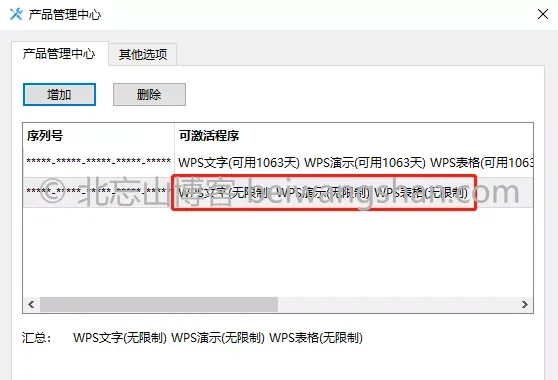 产品管理中心
产品管理中心 其他选项
增加 删除
序列号 可激活程序
*****-*****-*****-*****-***** WPS文字(可用1063天) WPS演示(可用1063天) WPS表格(可用1063
*****-*****-*****-*****-***** WPS文字(无限制) WPS演示(无限制) WPS表格(无限制)
© 北忘山博客 beiwangshan.com
汇总： WPS文字(无限制) WPS演示(无限制) WPS表格(无限制)